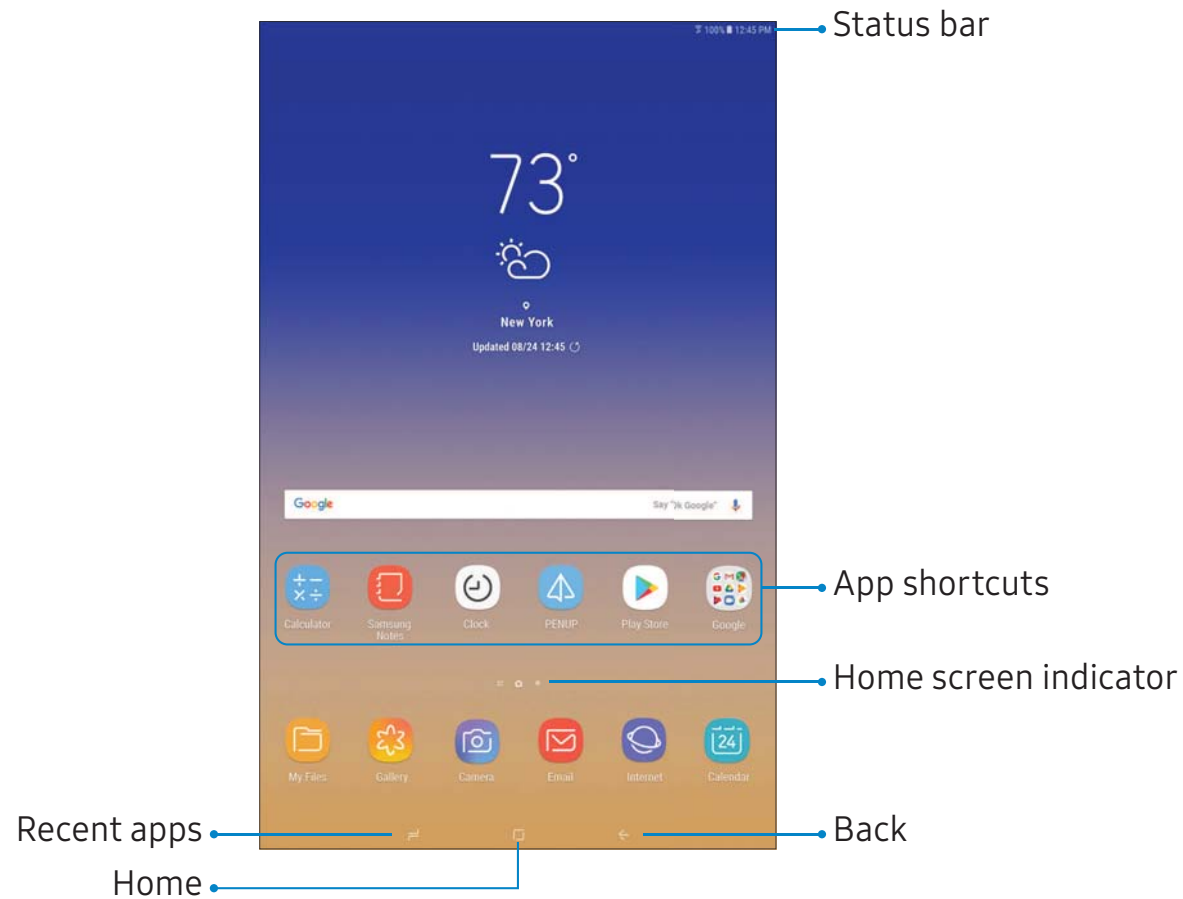 100% 12:45 PM
Status bar
73°
New York
Updated 08/24 12:45
Google
Say "Ok Google"
App shortcuts
Calculator
Samsung
Notes
Clock
PENUP
Play Store
Google
Home screen indicator
24
My Files
Gallery
Camera
Email
Internet
Calendar
Recent apps
Back
Home